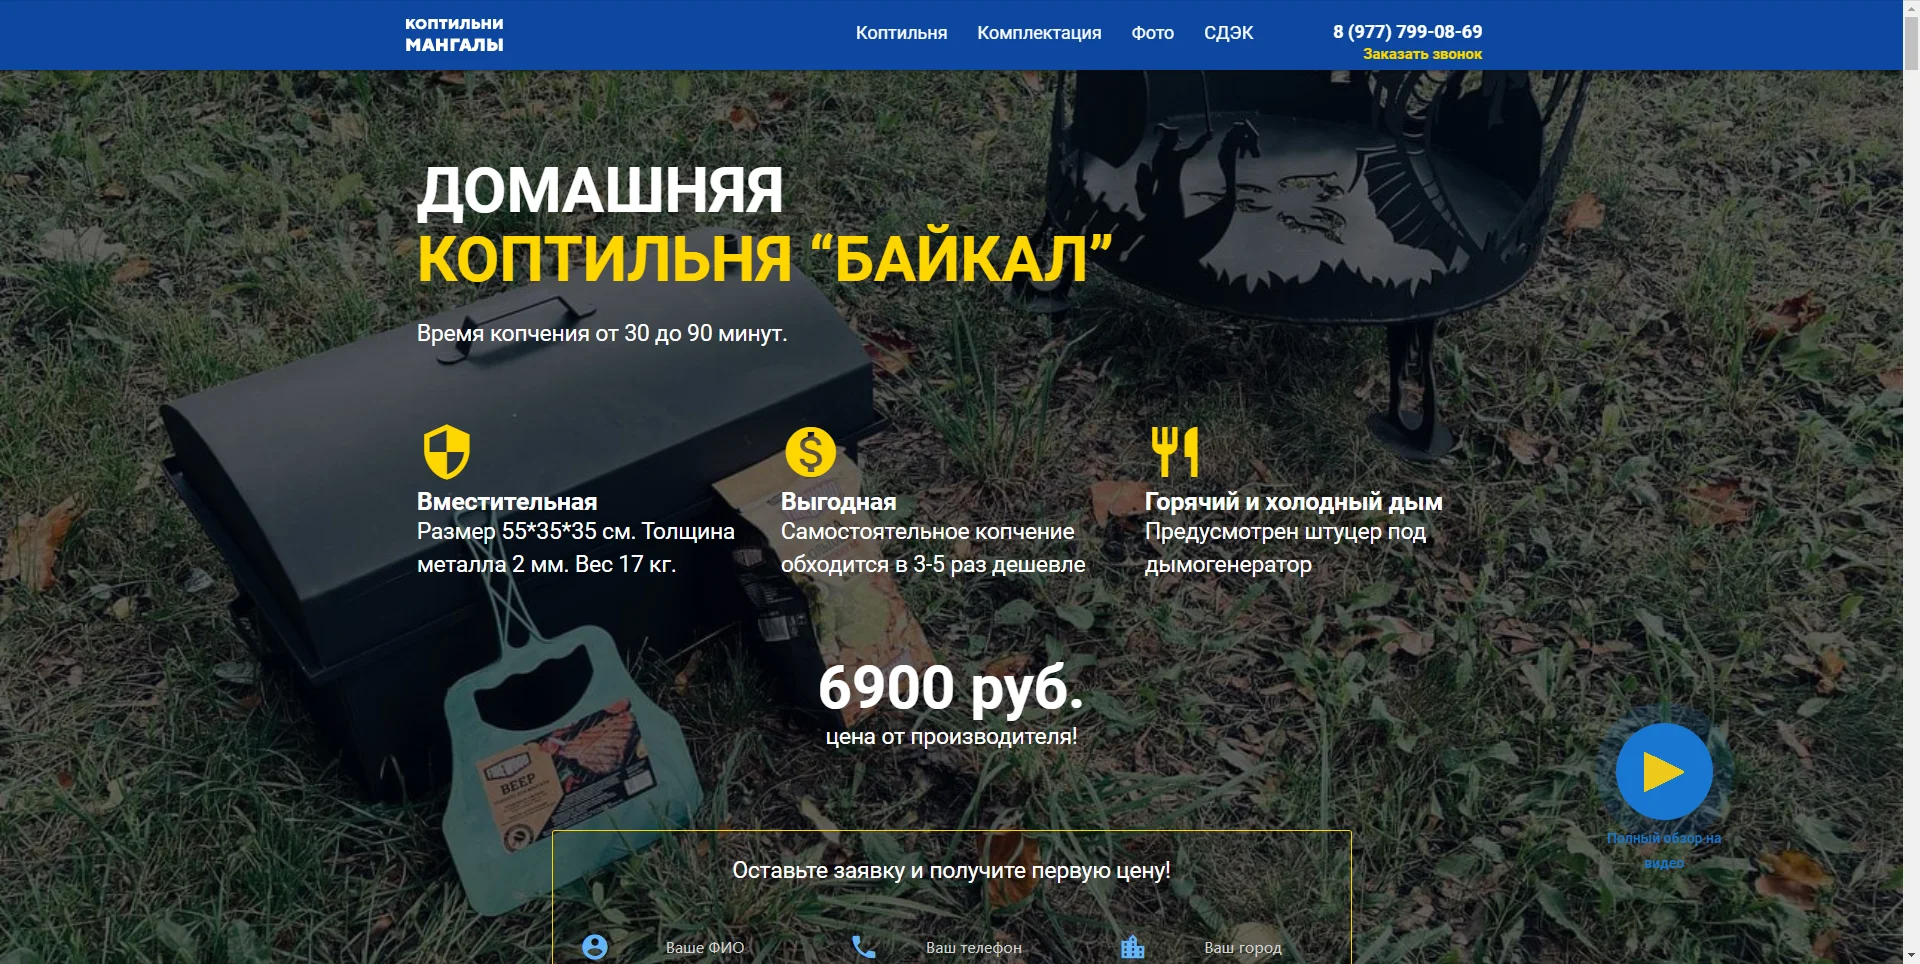 КОПТИЛЬНИ
МАНГАЛЫ
Коптильня
Комплектация
Фото
СДЭК
8 (977) 799-08-69
Заказать звонок
ДОМАШНЯЯ
КОПТИЛЬНЯ “БАЙКАЛ”
Время копчения от 30 до 90 минут.
Вместительная
Размер 55*35*35 см. Толщина
металла 2 мм. Вес 17 кг.
Выгодная
Самостоятельное копчение
обходится в 3-5 раз дешевле
Горячий и холодный дым
Предусмотрен штуцер под
дымогенератор
6900 руб.
цена от производителя!
BEEF
Полный обзор на
видео
Оставьте заявку и получите первую цену!
Ваше ФИО
Ваш телефон
Ваш город